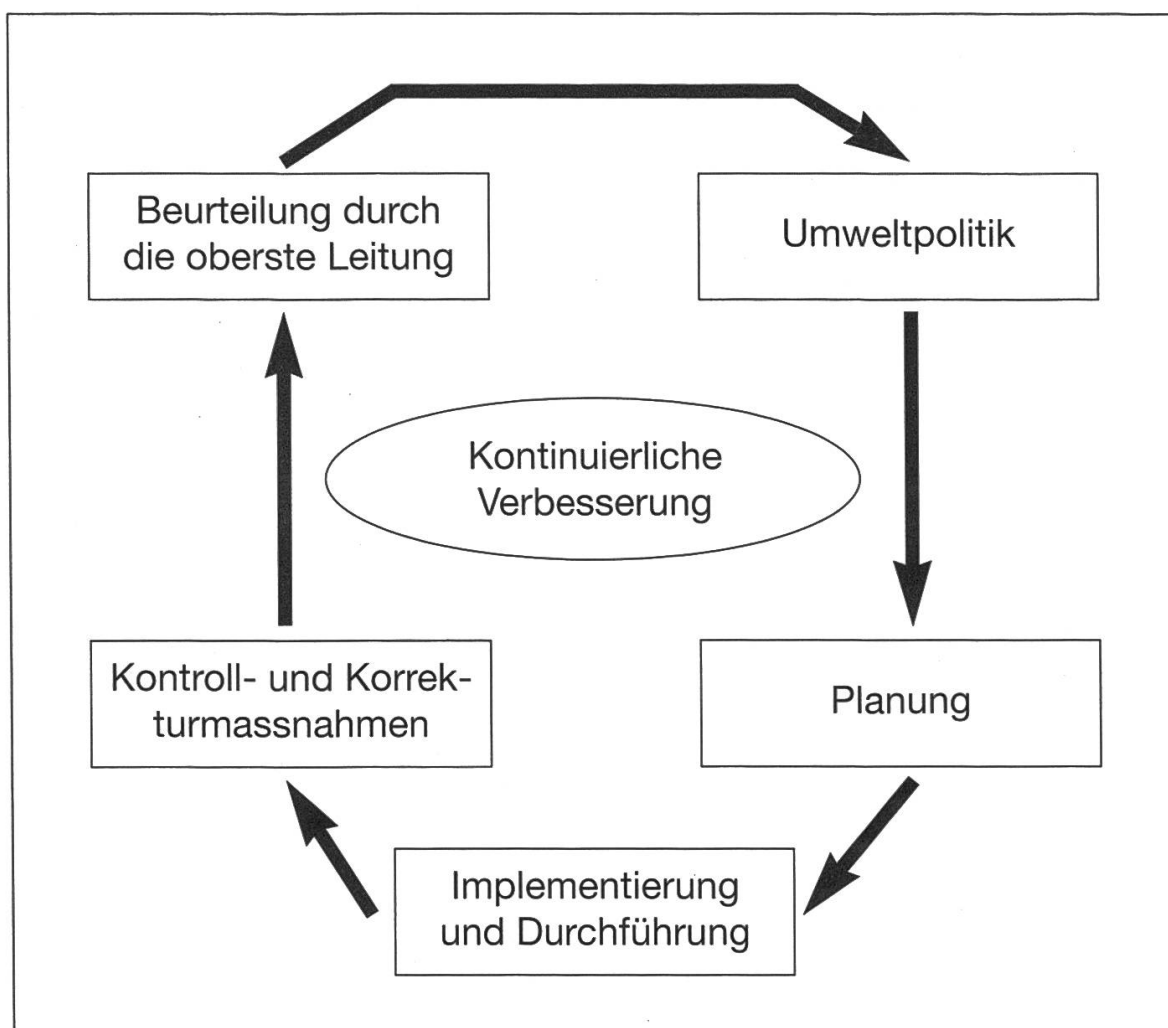 Beurteilung durch
die oberste Leitung
Umweltpolitik
Kontinuierliche
Verbesserung
Kontroll- und Korrek-
turmassnahmen
Planung
Implementierung
und Durchführung